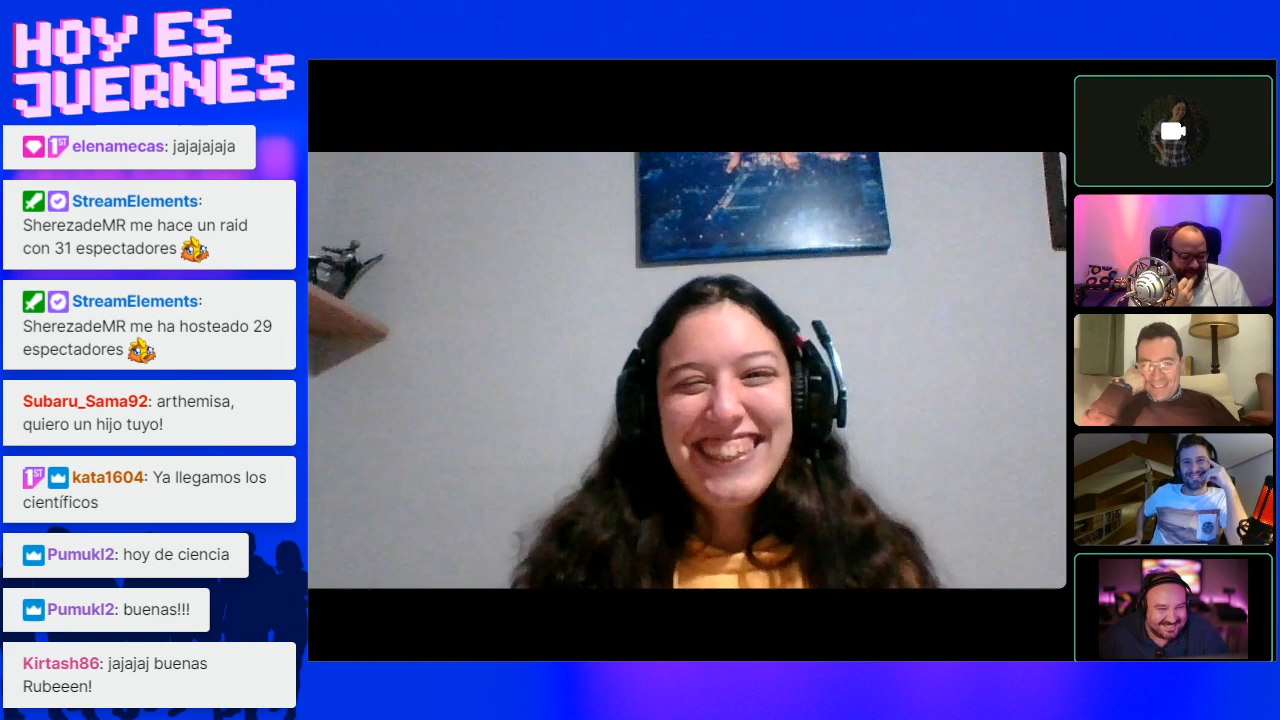 HOY ES
JUERNES
1ST elenamecas: jajajajaja
StreamElements:
SherezadeMR me hace un raid
con 31 espectadores
StreamElements:
SherezadeMR me ha hosteado 29
espectadores
Subaru_Sama92: arthemisa,
quiero un hijo tuyo!
1ST kata1604: Ya llegamos los
científicos
Pumukl2: hoy de ciencia
Pumukl2: buenas!!!
Kirtash86: jajajaj buenas
Rubeeen!